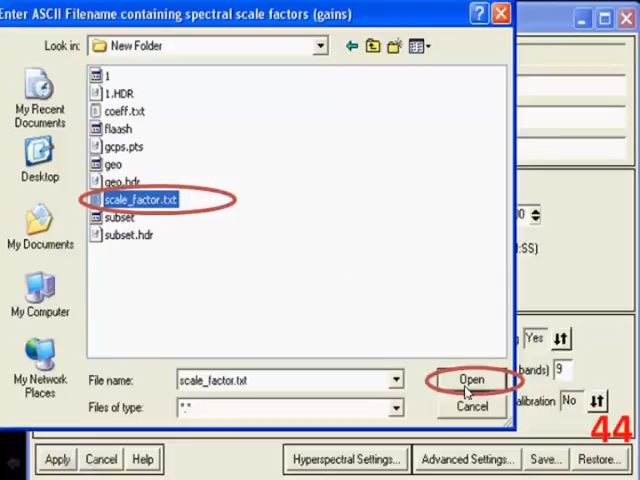 Enter ASCII Filename containing spectral scale factors (gains)
Look in: New Folder
My Recent Documents
Desktop
My Documents
My Computer
My Network Places
1
1.HDR
coeff.txt
flaash
gcps.pts
geo
geo.hdr
scale_factor.txt
subset
subset.hdr
File name: scale_factor.txt Open
Files of type: *.* Cancel
:SS)
Yes
bands) 9
alibration No
44
Apply Cancel Help Hyperspectral Settings... Advanced Settings... Save... Restore...